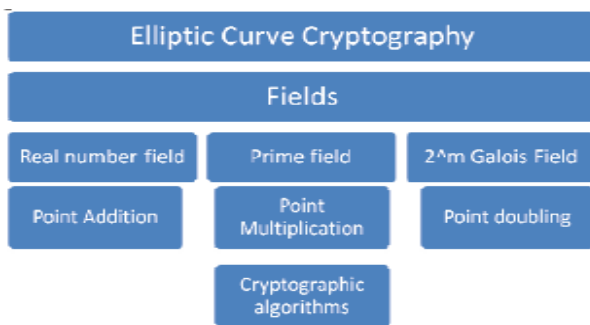 Elliptic Curve Cryptography
Fields
Real number field
Prime field
2^m Galois Field
Point Addition
Point
Multiplication
Point doubling
Cryptographic
algorithms